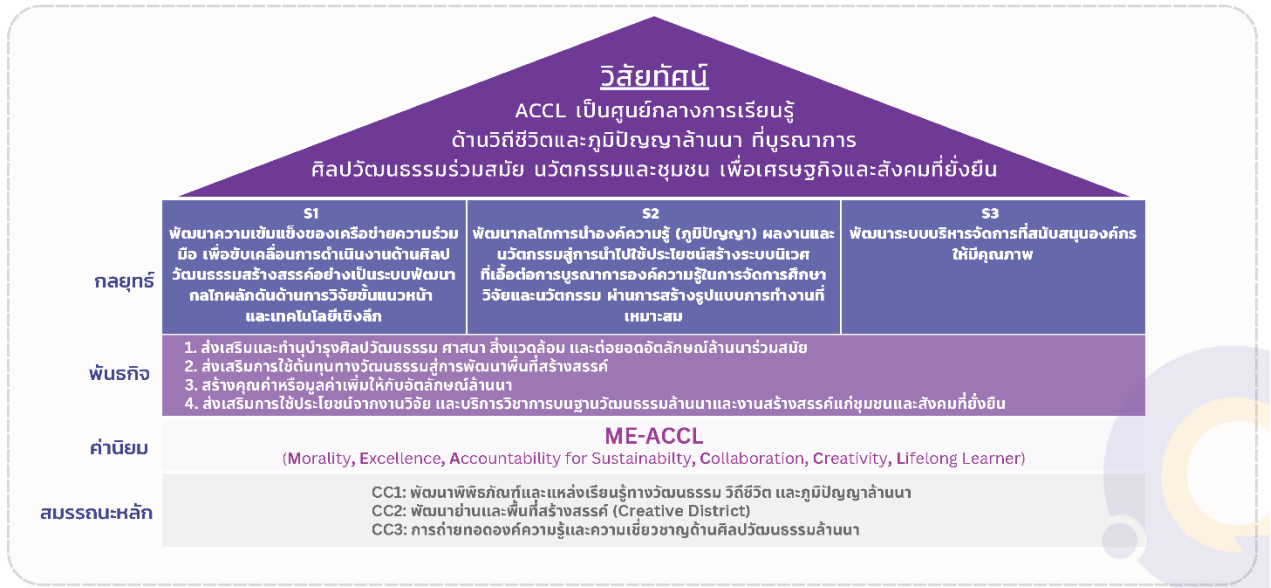 วิสัยทัศน์
ACCL เป็นศูนย์กลางการเรียนรู้
ด้านวิถีชีวิตและภูมิปัญญาล้านนา ที่บูรณาการ
ศิลปวัฒนธรรมร่วมสมัย นวัตกรรมและชุมชน เพื่อเศรษฐกิจและสังคมที่ยั่งยืน
กลยุทธ์
S1
พัฒนาความเข้มแข็งของเครือข่ายความร่วม
มือ เพื่อขับเคลื่อนการดำเนินงานด้านศิลป
วัฒนธรรมสร้างสรรค์อย่างเป็นระบบพัฒนา
กลไกผลักดันด้านการวิจัยขั้นแนวหน้า
และเทคโนโลยีเชิงลึก
S2
พัฒนากลไกการนำองค์ความรู้ (ภูมิปัญญา) ผลงานและ
นวัตกรรมสู่การนำไปใช้ประโยชน์สร้างระบบนิเวศ
ที่เอื้อต่อการบูรณาการองค์ความรู้ในการจัดการศึกษา
วิจัยและนวัตกรรม ผ่านการสร้างรูปแบบการทำงานที่
เหมาะสม
S3
พัฒนาระบบบริหารจัดการที่สนับสนุนองค์กร
ให้มีคุณภาพ
พันธกิจ
1. ส่งเสริมและทำนุบำรุงศิลปวัฒนธรรม ศาสนา สิ่งแวดล้อม และต่อยอดอัตลักษณ์ล้านนาร่วมสมัย
2. ส่งเสริมการใช้ต้นทุนทางวัฒนธรรมสู่การพัฒนาพื้นที่สร้างสรรค์
3. สร้างคุณค่าหรือมูลค่าเพิ่มให้กับอัตลักษณ์ล้านนา
4. ส่งเสริมการใช้ประโยชน์จากงานวิจัย และบริการวิชาการบนฐานวัฒนธรรมล้านนาและงานสร้างสรรค์แก่ชุมชนและสังคมที่ยั่งยืน
ค่านิยม
ME-ACCL
(Morality, Excellence, Accountability for Sustainabilty, Collaboration, Creativity, Lifelong Learner)
สมรรถนะหลัก
CC1: พัฒนาพิพิธภัณฑ์และแหล่งเรียนรู้ทางวัฒนธรรม วิถีชีวิต และภูมิปัญญาล้านนา
CC2: พัฒนาย่านและพื้นที่สร้างสรรค์ (Creative District)
CC3: การถ่ายทอดองค์ความรู้และความเชี่ยวชาญด้านศิลปวัฒนธรรมล้านนา